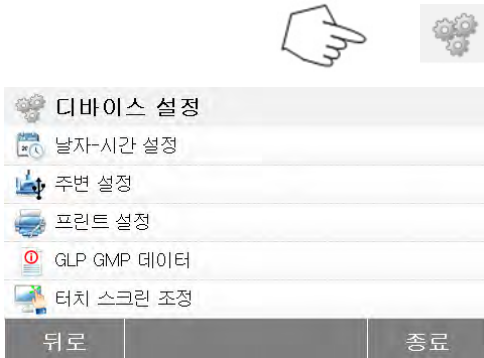 디바이스 설정
날자-시간 설정
주변 설정
프린트 설정
GLP GMP 데이터
터치 스크린 조정
뒤로 종료